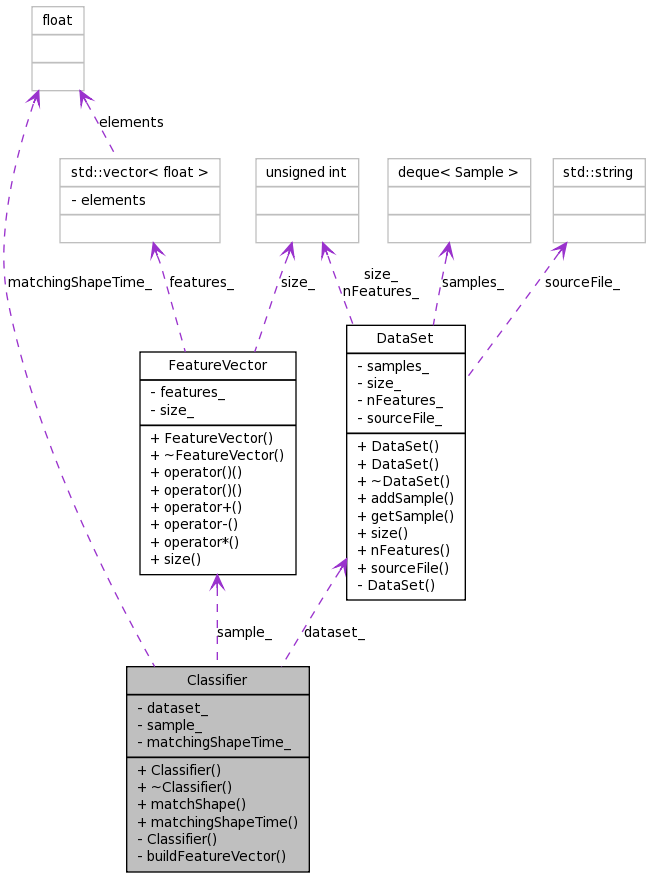 float
elements
std::vector< float >
- elements
unsigned int
deque< Sample >
std::string
matchingShapeTime_
features_
size_
size_
nFeatures_
samples_
sourceFile_
FeatureVector
- features_
- size_
+ FeatureVector()
+ ~FeatureVector()
+ operator()()
+ operator()()
+ operator+()
+ operator-()
+ operator*()
+ size()
DataSet
- samples_
- size_
- nFeatures_
- sourceFile_
+ DataSet()
+ DataSet()
+ ~DataSet()
+ addSample()
+ getSample()
+ size()
+ nFeatures()
+ sourceFile()
- DataSet()
sample_
dataset_
Classifier
- dataset_
- sample_
- matchingShapeTime_
+ Classifier()
+ ~Classifier()
+ matchShape()
+ matchingShapeTime()
- Classifier()
- buildFeatureVector()